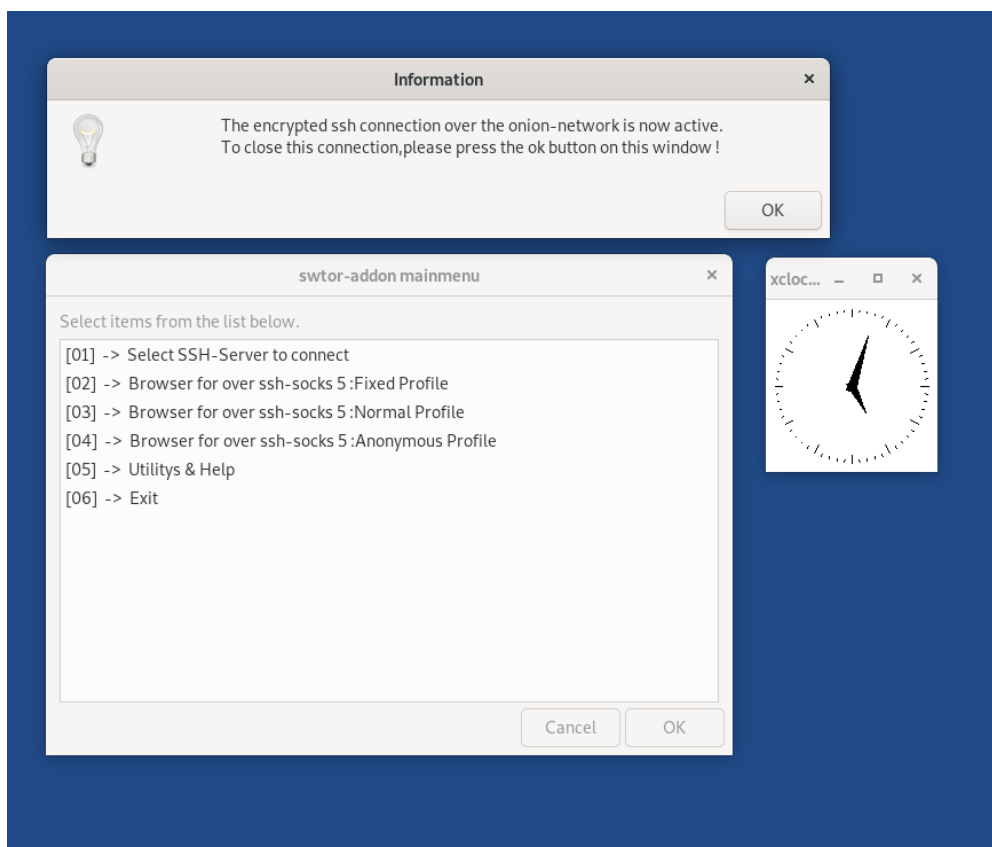 Information
The encrypted ssh connection over the onion-network is now active.
To close this connection,please press the ok button on this window !
OK
swtor-addon mainmenu
xcloc...
Select items from the list below.
[01] -> Select SSH-Server to connect
[02] -> Browser for over ssh-socks 5 :Fixed Profile
[03] -> Browser for over ssh-socks 5 :Normal Profile
[04] -> Browser for over ssh-socks 5 :Anonymous Profile
[05] -> Utilitys & Help
[06] -> Exit
Cancel
OK